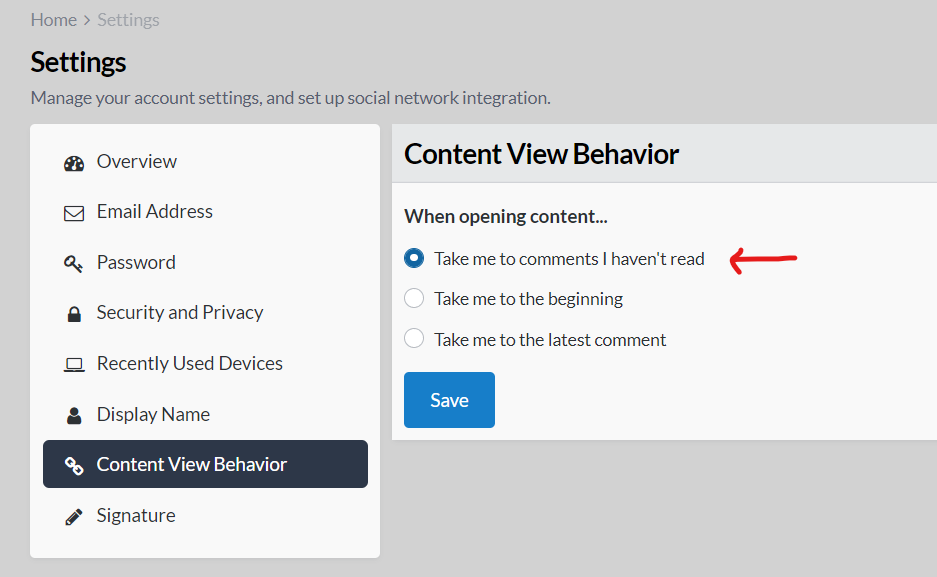 Home > Settings
Settings
Manage your account settings, and set up social network integration.
Overview
Email Address
Password
Security and Privacy
Recently Used Devices
Display Name
Content View Behavior
Signature
Content View Behavior
When opening content...
Take me to comments I haven't read
Take me to the beginning
Take me to the latest comment
Save